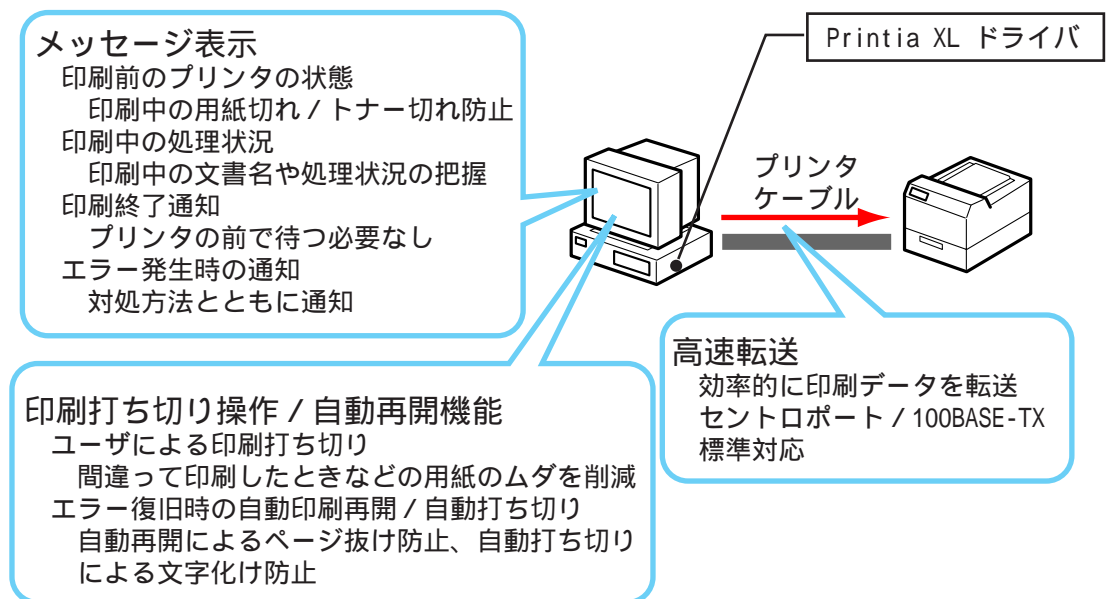 メッセージ表示
印刷前のプリンタの状態
印刷中の用紙切れ / トナー切れ防止
印刷中の処理状況
印刷中の文書名や処理状況の把握
印刷終了通知
プリンタの前で待つ必要なし
エラー発生時の通知
対処方法とともに通知
Printia XL ドライバ
プリンタ
ケーブル
高速転送
効率的に印刷データを転送
セントロポート / 100BASE-TX
標準対応
印刷打ち切り操作 / 自動再開機能
ユーザによる印刷打ち切り
間違って印刷したときなどの用紙のムダを削減
エラー復旧時の自動印刷再開 / 自動打ち切り
自動再開によるページ抜け防止、自動打ち切り
による文字化け防止